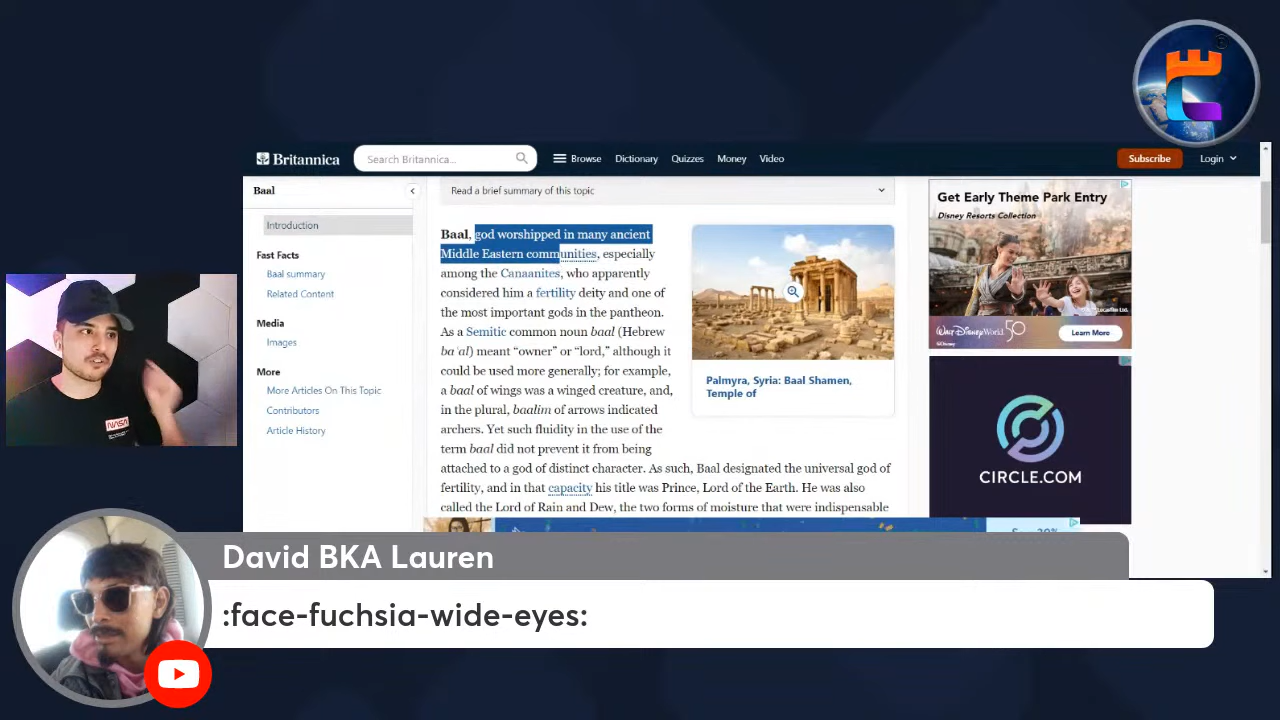 Britannica
Search Britannica...
Browse
Dictionary
Quizzes
Money
Video
Subscribe
Login
Baal
Introduction
Fast Facts
Baal summary
Related Content
Media
Images
More
More Articles On This Topic
Contributors
Article History
Read a brief summary of this topic
Baal, god worshipped in many ancient
Middle Eastern communities, especially
among the Canaanites, who apparently
considered him a fertility deity and one of
the most important gods in the pantheon.
As a Semitic common noun baal (Hebrew
baʿal) meant “owner” or “lord,” although it
could be used more generally; for example,
a baal of wings was a winged creature, and,
in the plural, baalim of arrows indicated
archers. Yet such fluidity in the use of the
term baal did not prevent it from being
attached to a god of distinct character. As such, Baal designated the universal god of
fertility, and in that capacity his title was Prince, Lord of the Earth. He was also
called the Lord of Rain and Dew, the two forms of moisture that were indispensable
Palmyra, Syria: Baal Shamen,
Temple of
Get Early Theme Park Entry
Disney Resorts Collection
Walt Disney World 50
Learn More
CIRCLE.COM
NASA
David BKA Lauren
:face-fuchsia-wide-eyes: